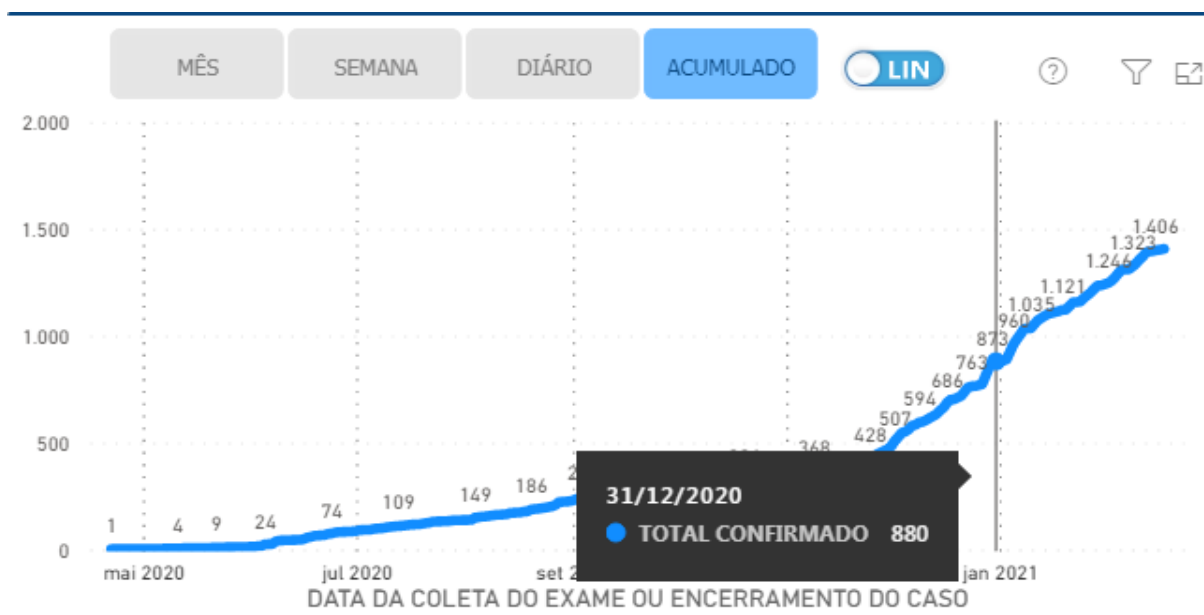 MÊS SEMANA DIÁRIO ACUMULADO LIN ?
2.000
1.500
1.000
500
0
1 4 9 24 74 109 149 186 368 428 507 594 686 763 873 960 1.035 1.121 1.246 1.323 1.406
31/12/2020
TOTAL CONFIRMADO 880
mai 2020 jul 2020 set 2 jan 2021
DATA DA COLETA DO EXAME OU ENCERRAMENTO DO CASO